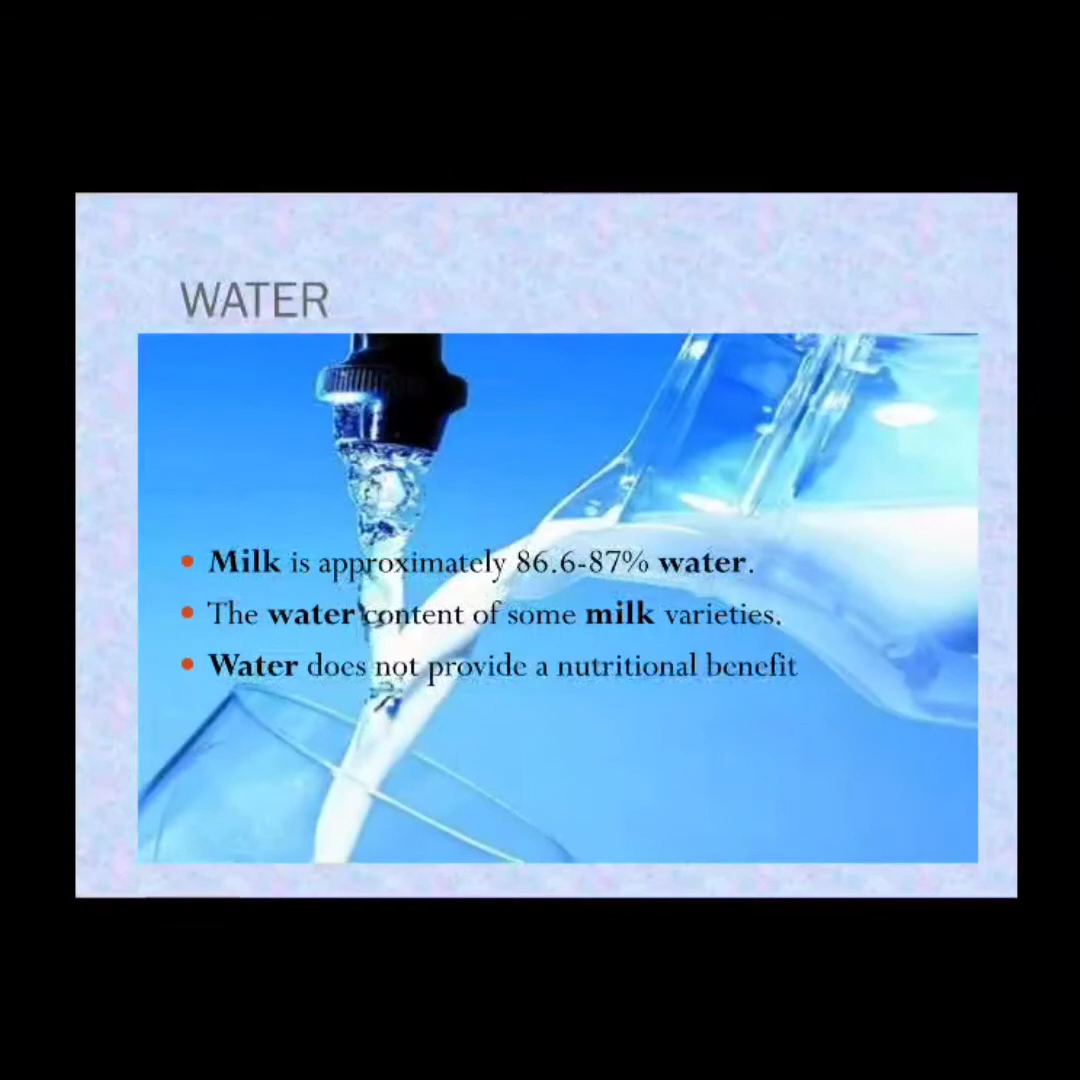 WATER
Milk is approximately 86.6-87% water.
The water content of some milk varieties.
Water does not provide a nutritional benefit